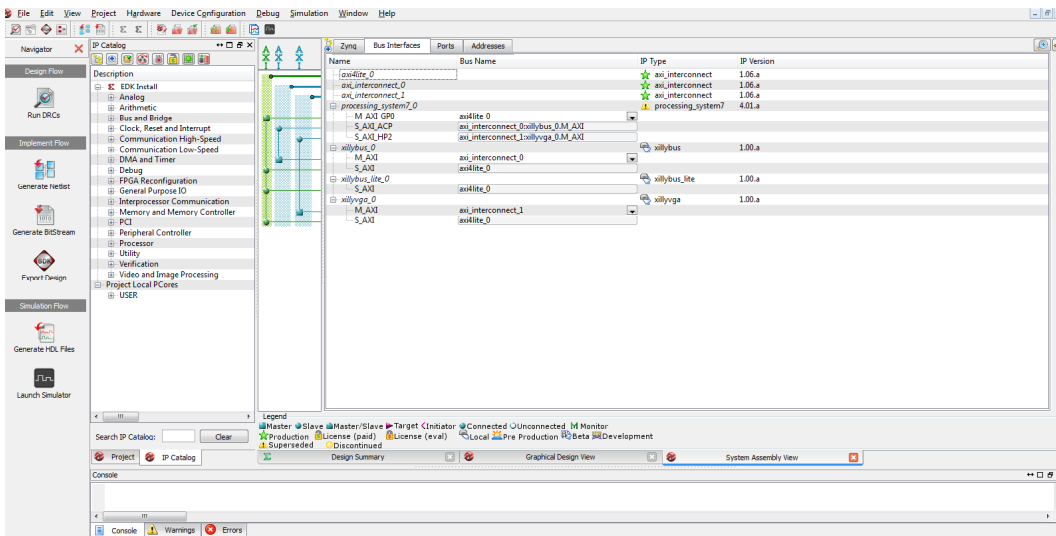 File Edit View Project Hardware Device Configuration Debug Simulation Window Help
Navigator
Design Flow
Run DRCs
Implement Flow
Generate Netlist
Generate BitStream
Export Design
Simulation Flow
Generate HDL Files
Launch Simulator
IP Catalog
Description
EDK Install
Analog
Arithmetic
Bus and Bridge
Clock, Reset and Interrupt
Communication High-Speed
Communication Low-Speed
DMA and Timer
Debug
FPGA Reconfiguration
General Purpose IO
Interprocessor Communication
Memory and Memory Controller
PCI
Peripheral Controller
Processor
Utility
Verification
Video and Image Processing
Project Local PCores
USER
Search IP Catalog: Clear
Project IP Catalog
Zynq Bus Interfaces Ports Addresses
Name Bus Name IP Type IP Version
axi4lite_0 axi_interconnect 1.06.a
axi_interconnect_0 axi_interconnect 1.06.a
axi_interconnect_1 axi_interconnect 1.06.a
processing_system7_0 processing_system7 4.01.a
M_AXI_GP0 axi4lite_0
S_AXI_ACP axi_interconnect_0:xillybus_0.M_AXI
S_AXI_HP2 axi_interconnect_1:xillyvga_0.M_AXI
xillybus_0 xillybus 1.00.a
M_AXI axi_interconnect_0
S_AXI axi4lite_0
xillybus_lite_0 xillybus_lite 1.00.a
S_AXI axi4lite_0
xillyvga_0 xillyvga 1.00.a
M_AXI axi_interconnect_1
S_AXI axi4lite_0
Legend
Master Slave Master/Slave Target Initiator Connected Unconnected M Monitor
Production License (paid) License (eval) Local Pre Production Beta Development
Superseded Discontinued
Design Summary Graphical Design View System Assembly View
Console
Console Warnings Errors